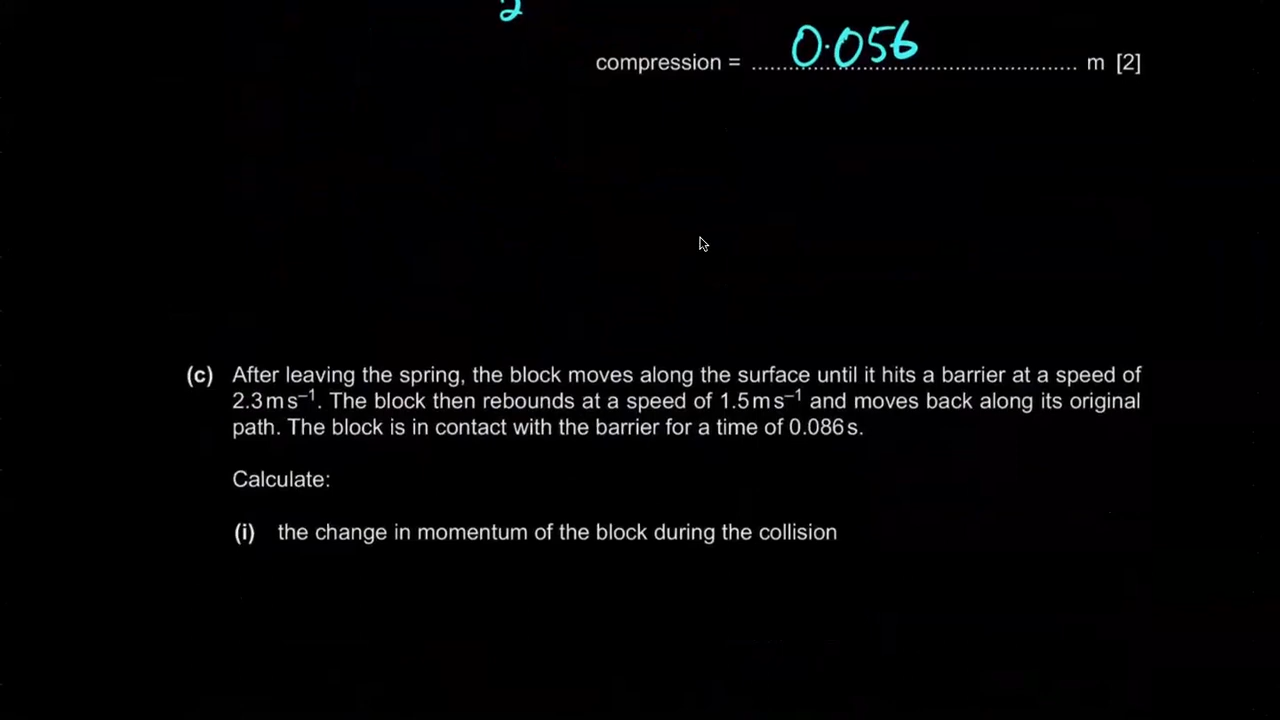 2
compression = 0.056 m [2]
(c) After leaving the spring, the block moves along the surface until it hits a barrier at a speed of
2.3 m s⁻¹. The block then rebounds at a speed of 1.5 m s⁻¹ and moves back along its original
path. The block is in contact with the barrier for a time of 0.086 s.
Calculate:
(i) the change in momentum of the block during the collision